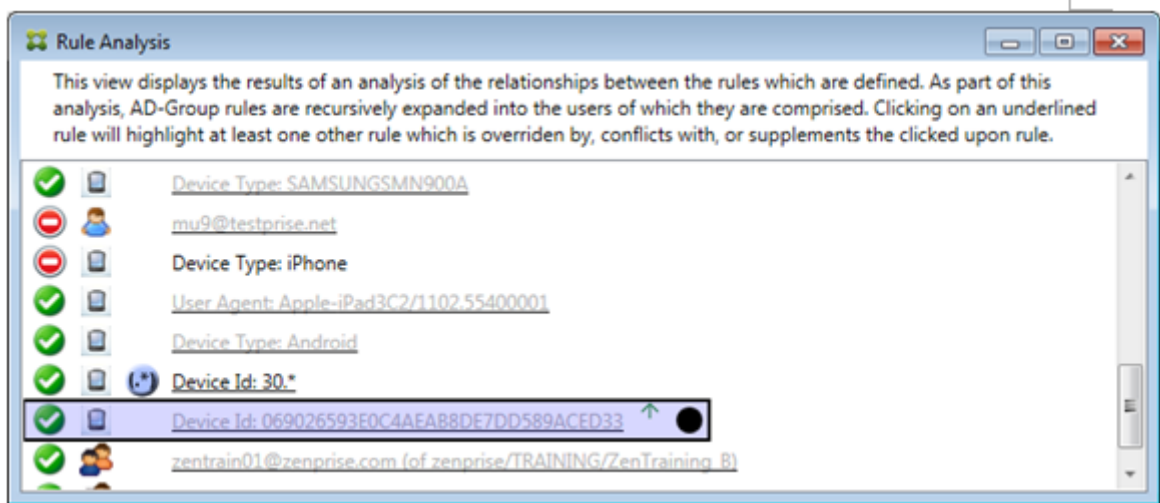 Rule Analysis
This view displays the results of an analysis of the relationships between the rules which are defined. As part of this
analysis, AD-Group rules are recursively expanded into the users of which they are comprised. Clicking on an underlined
rule will highlight at least one other rule which is overriden by, conflicts with, or supplements the clicked upon rule.
Device Type: SAMSUNGSMN900A
mu9@testprise.net
Device Type: iPhone
User Agent: Apple-iPad3C2/1102.55400001
Device Type: Android
(.*) Device Id: 30.*
Device Id: 069026593E0C4AEAB8DE7DD589ACED33
zentrain01@zenprise.com (of zenprise/TRAINING/ZenTraining_B)